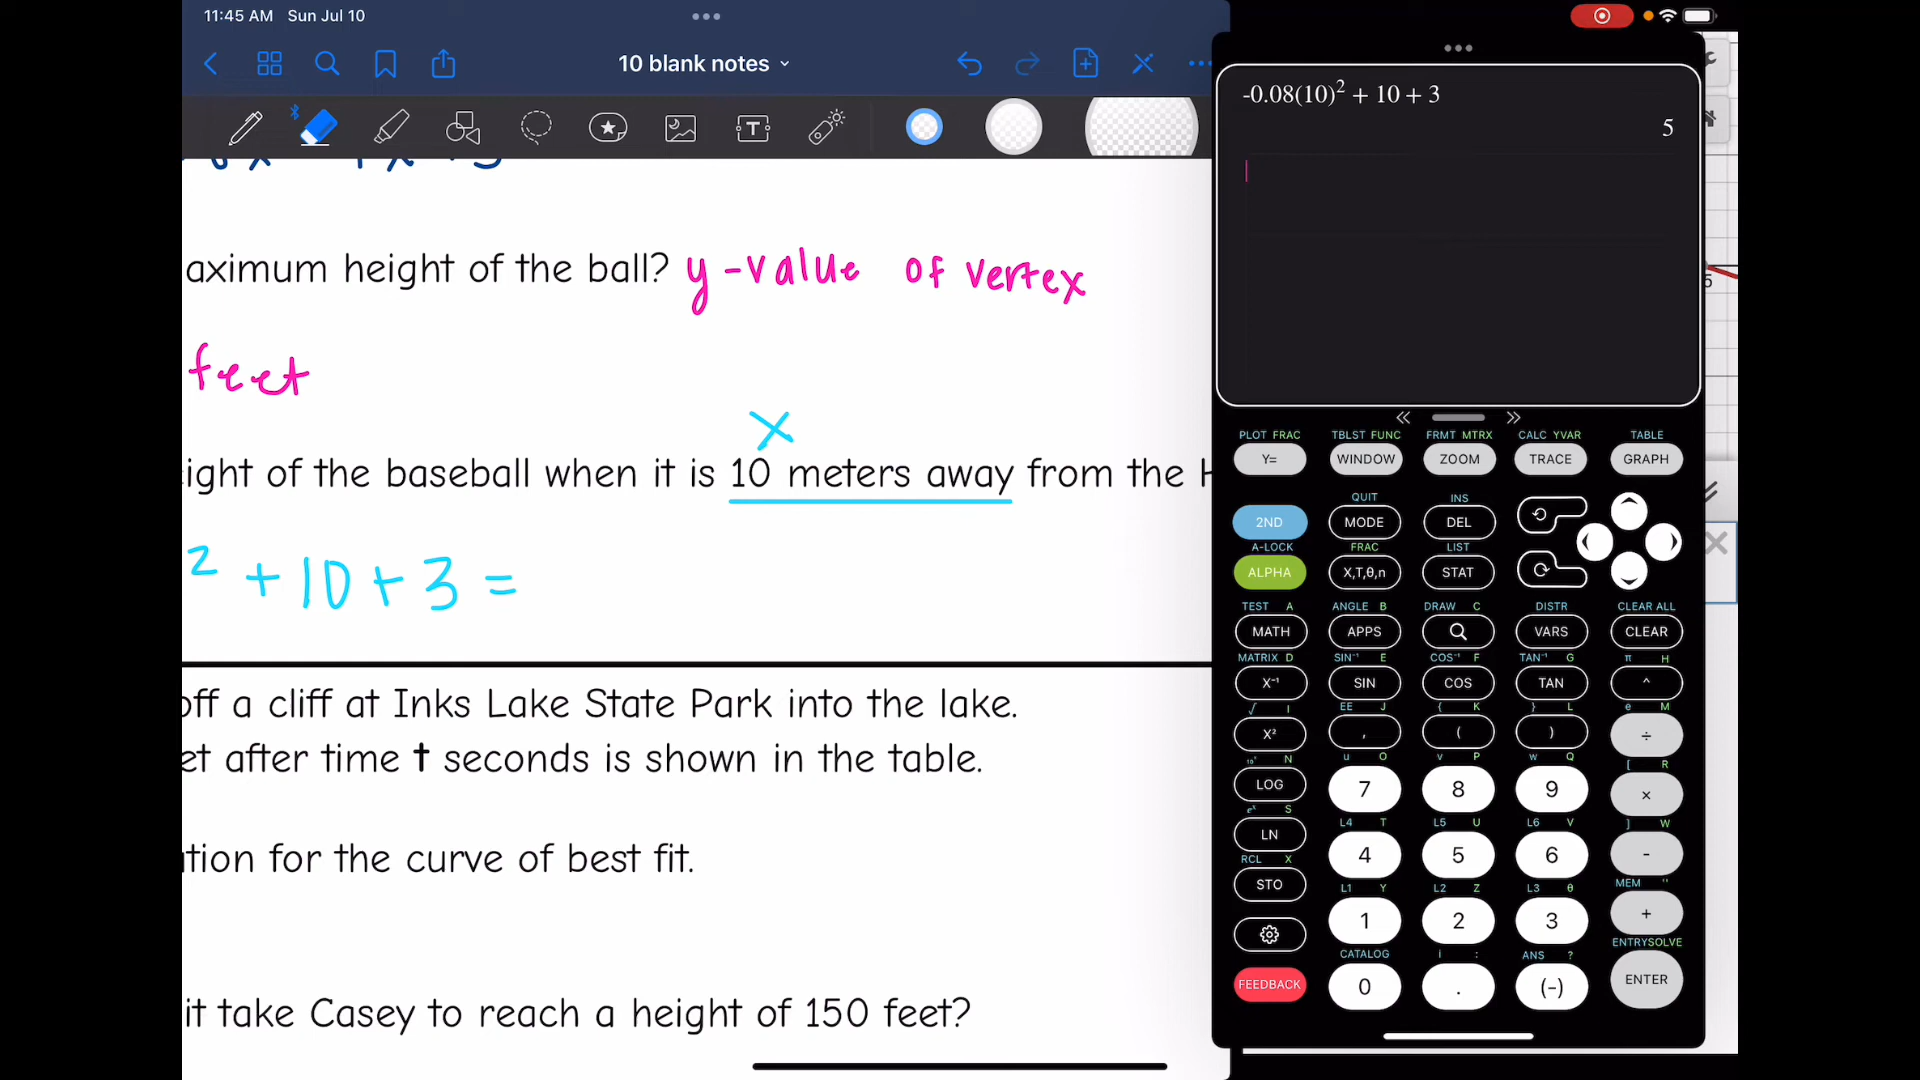 11:45 AM Sun Jul 10
10 blank notes
aximum height of the ball? y-value of vertex
feet
x
ight of the baseball when it is 10 meters away from the
² + 10 + 3 =
off a cliff at Inks Lake State Park into the lake.
et after time t seconds is shown in the table.
ation for the curve of best fit.
it take Casey to reach a height of 150 feet?
-0.08(10)² + 10 + 3
5
PLOT FRAC TBLST FUNC FRMT MTRX CALC YVAR TABLE
Y= WINDOW ZOOM TRACE GRAPH
QUIT INS
2ND MODE DEL
A-LOCK FRAC LIST
ALPHA X,T,θ,n STAT
TEST A ANGLE B DRAW C DISTR CLEAR ALL
MATH APPS VARS CLEAR
MATRIX D SIN⁻¹ E COS⁻¹ F TAN⁻¹ G π H
X⁻¹ SIN COS TAN ^
√ I EE J { K } L e M
X² , ( ) ÷
10ˣ N u O v P w Q [ R
LOG 7 8 9 ×
eˣ S L4 T L5 U L6 V ] W
LN 4 5 6 -
RCL X L1 Y L2 Z L3 θ MEM "
STO 1 2 3 +
CATALOG i : ANS ? ENTRY SOLVE
FEEDBACK 0 . (-) ENTER